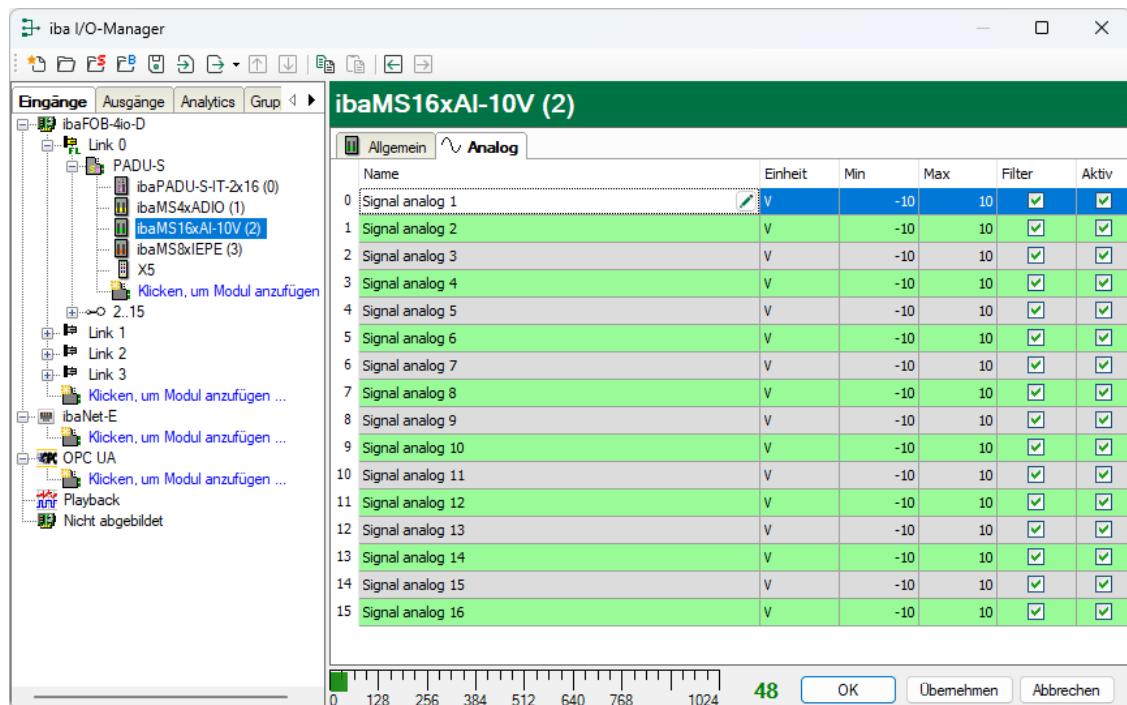 iba I/O-Manager
Eingänge Ausgänge Analytics Grup
ibaFOB-4io-D
Link 0
PADU-S
ibaPADU-S-IT-2x16 (0)
ibaMS4xADIO (1)
ibaMS16xAI-10V (2)
ibaMS8xIEPE (3)
X5
Klicken, um Modul anzufügen
2..15
Link 1
Link 2
Link 3
Klicken, um Modul anzufügen ...
ibaNet-E
Klicken, um Modul anzufügen ...
OPC UA
Klicken, um Modul anzufügen ...
Playback
Nicht abgebildet
ibaMS16xAI-10V (2)
Allgemein Analog
Name Einheit Min Max Filter Aktiv
0 Signal analog 1 V -10 10
1 Signal analog 2 V -10 10
2 Signal analog 3 V -10 10
3 Signal analog 4 V -10 10
4 Signal analog 5 V -10 10
5 Signal analog 6 V -10 10
6 Signal analog 7 V -10 10
7 Signal analog 8 V -10 10
8 Signal analog 9 V -10 10
9 Signal analog 10 V -10 10
10 Signal analog 11 V -10 10
11 Signal analog 12 V -10 10
12 Signal analog 13 V -10 10
13 Signal analog 14 V -10 10
14 Signal analog 15 V -10 10
15 Signal analog 16 V -10 10
0 128 256 384 512 640 768 1024
48 OK Übernehmen Abbrechen